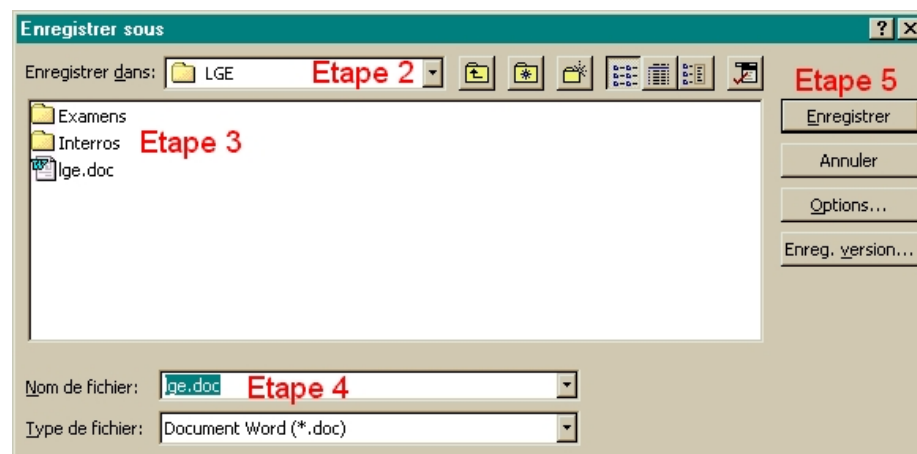 Enregistrer sous
Enregistrer dans: LGE Etape 2
Etape 5
Examens
Interros Etape 3
lge.doc
Enregistrer
Annuler
Options...
Enreg. version...
Nom de fichier: lge.doc Etape 4
Type de fichier: Document Word (*.doc)